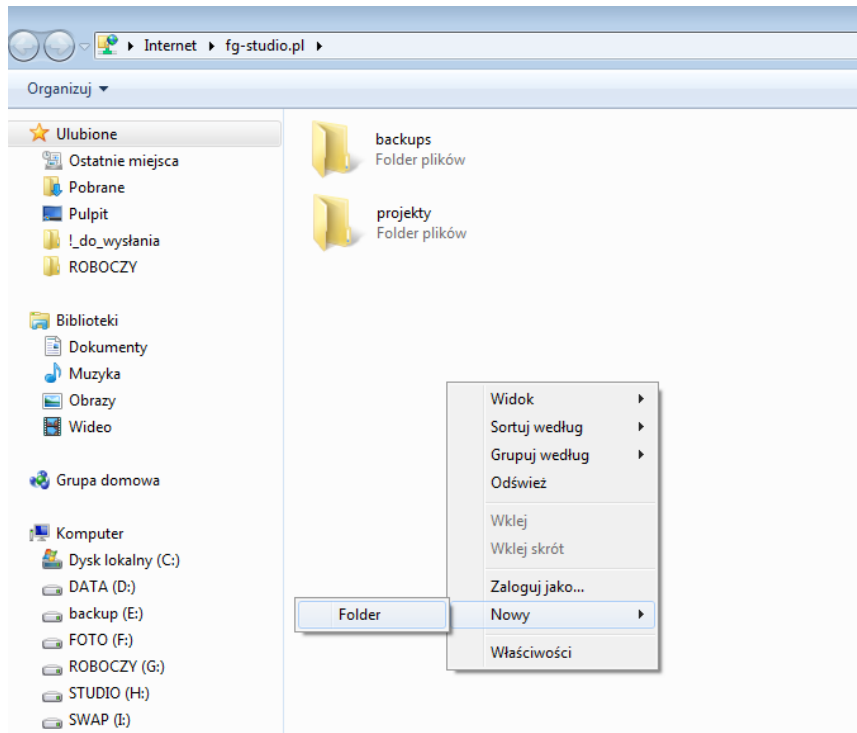 Internet fg-studio.pl
Organizuj
Ulubione
Ostatnie miejsca
Pobrane
Pulpit
!_do_wysłania
ROBOCZY
Biblioteki
Dokumenty
Muzyka
Obrazy
Wideo
Grupa domowa
Komputer
Dysk lokalny (C:)
DATA (D:)
backup (E:)
FOTO (F:)
ROBOCZY (G:)
STUDIO (H:)
SWAP (I:)
backups
Folder plików
projekty
Folder plików
Widok
Sortuj według
Grupuj według
Odśwież
Wklej
Wklej skrót
Zaloguj jako...
Nowy
Folder
Właściwości